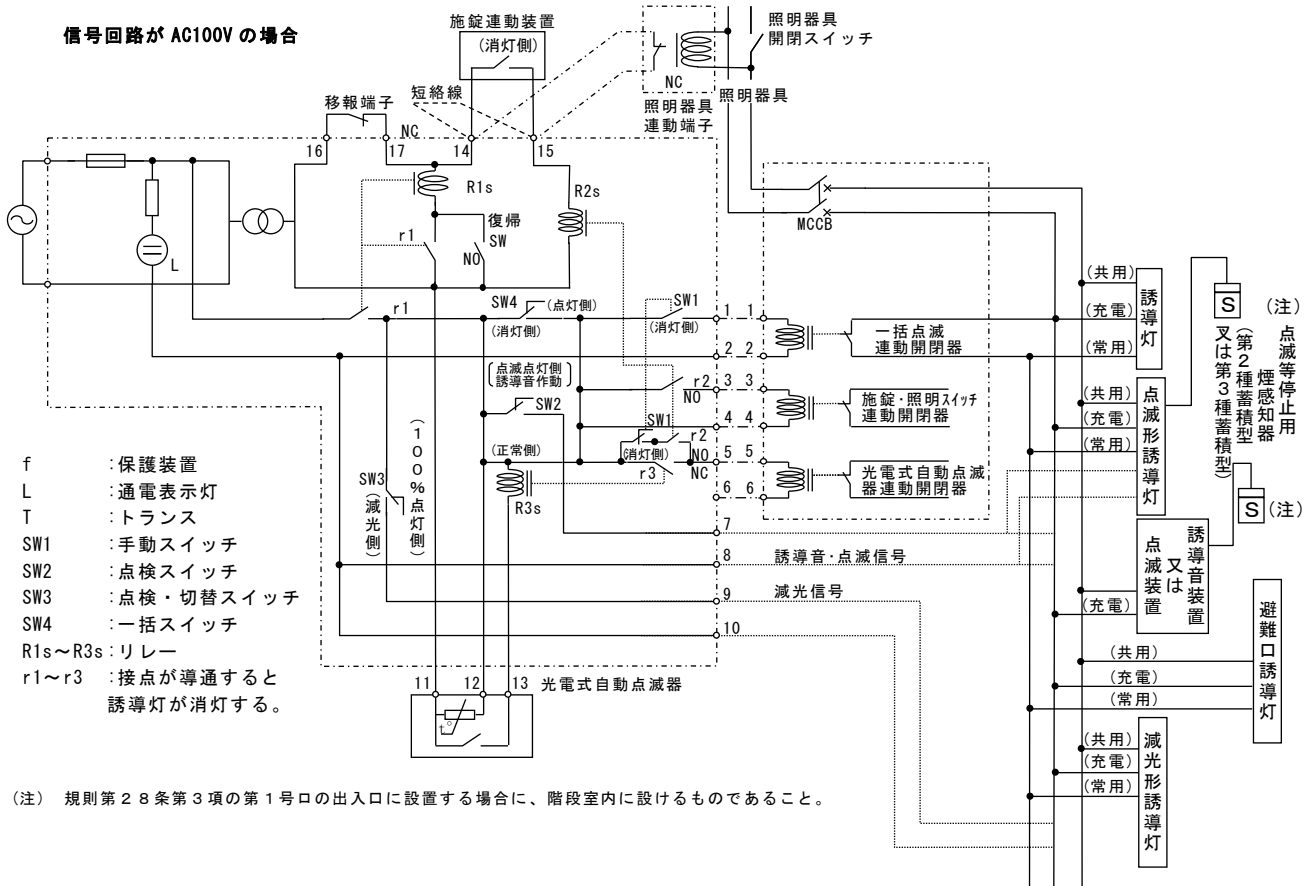 信号回路が AC100V の場合
施錠連動装置
(消灯側)
照明器具
開閉スイッチ
NC
照明器具
照明器具
連動端子
移報端子
短絡線
NC
16
17
14
15
R1s
R2s
復帰
r1
SW
NO
L
MCCB
r1
SW4
(点灯側)
(消灯側)
SW1
(消灯側)
1 1
2 2
一括点滅
連動開閉器
点滅点灯側
誘導音作動
SW2
r2
NO
3 3
4 4
施錠・照明スイッチ
連動開閉器
SW1
r2
(消灯側)
NO
NC
r3
5 5
6 6
光電式自動点滅
器連動開閉器
(正常側)
R3s
SW3
(減光側)
(100%点灯側)
7
8
誘導音・点滅信号
9
減光信号
10
11
12
13
光電式自動点滅器
t°
(共用)
(充電)
(常用)
誘導灯
S
(注)
点滅等停止用
煙感知器
(第2種蓄積型
又は第3種蓄積型)
(共用)
(充電)
(常用)
点滅形誘導灯
S
(注)
誘導音装置
又は
点滅装置
(充電)
(共用)
(充電)
(常用)
避難口誘導灯
(共用)
(充電)
(常用)
減光形誘導灯
f :保護装置
L :通電表示灯
T :トランス
SW1 :手動スイッチ
SW2 :点検スイッチ
SW3 :点検・切替スイッチ
SW4 :一括スイッチ
R1s~R3s:リレー
r1~r3 :接点が導通すると
誘導灯が消灯する。
(注) 規則第28条第3項の第1号ロの出入口に設置する場合に、階段室内に設けるものであること。